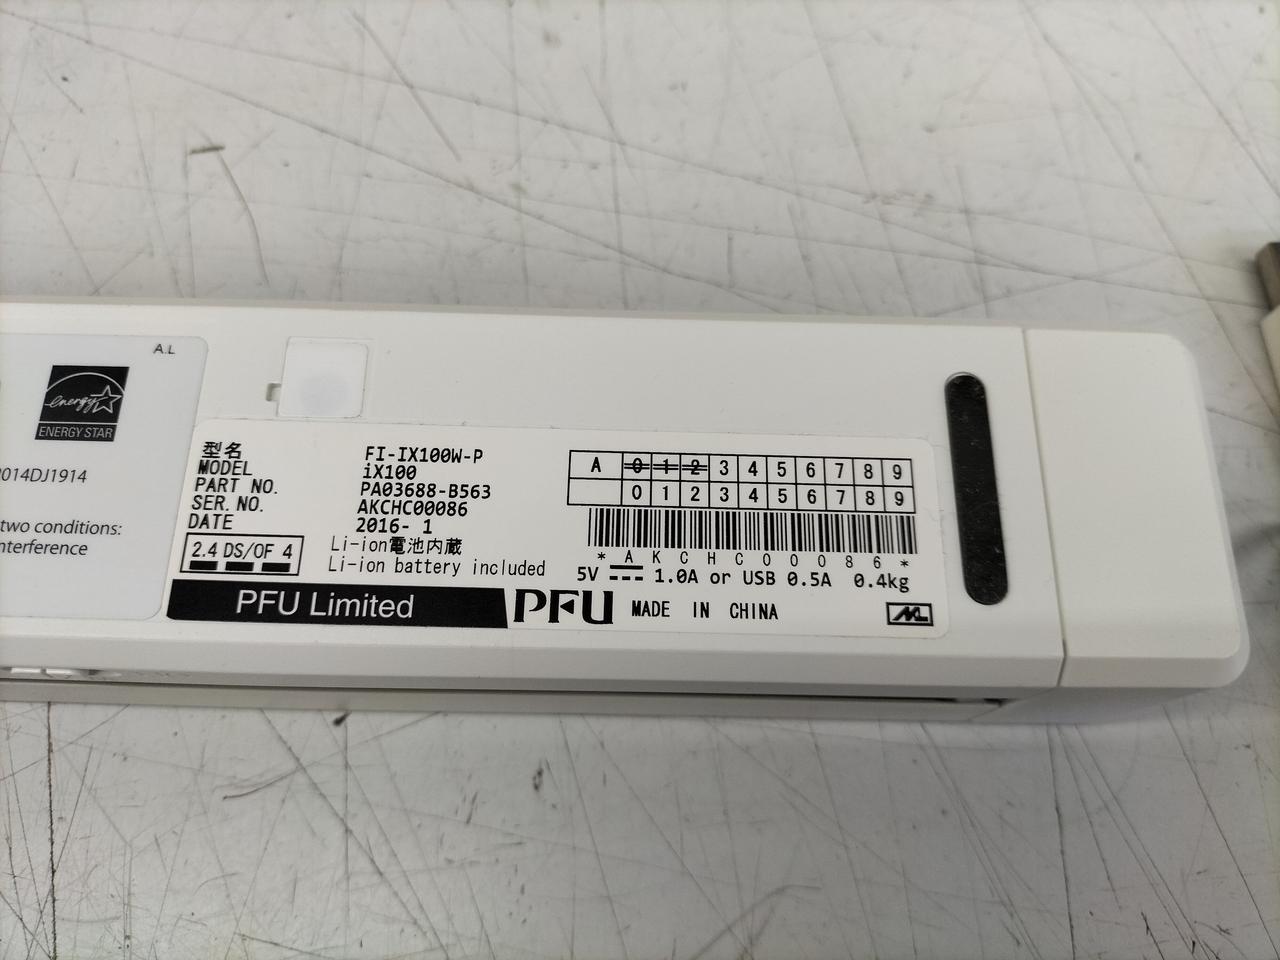 A.L
energy
ENERGY STAR
014DJ1914
two conditions:
nterference
型名 FI-IX100W-P
MODEL iX100
PART NO. PA03688-B563
SER. NO. AKCHC00086
DATE 2016- 1
2.4 DS/OF 4
Li-ion電池内蔵
Li-ion battery included
A 0 1 2 3 4 5 6 7 8 9
0 1 2 3 4 5 6 7 8 9
* A K C H C 0 0 0 8 6 *
5V 1.0A or USB 0.5A 0.4kg
PFU Limited PFU MADE IN CHINA